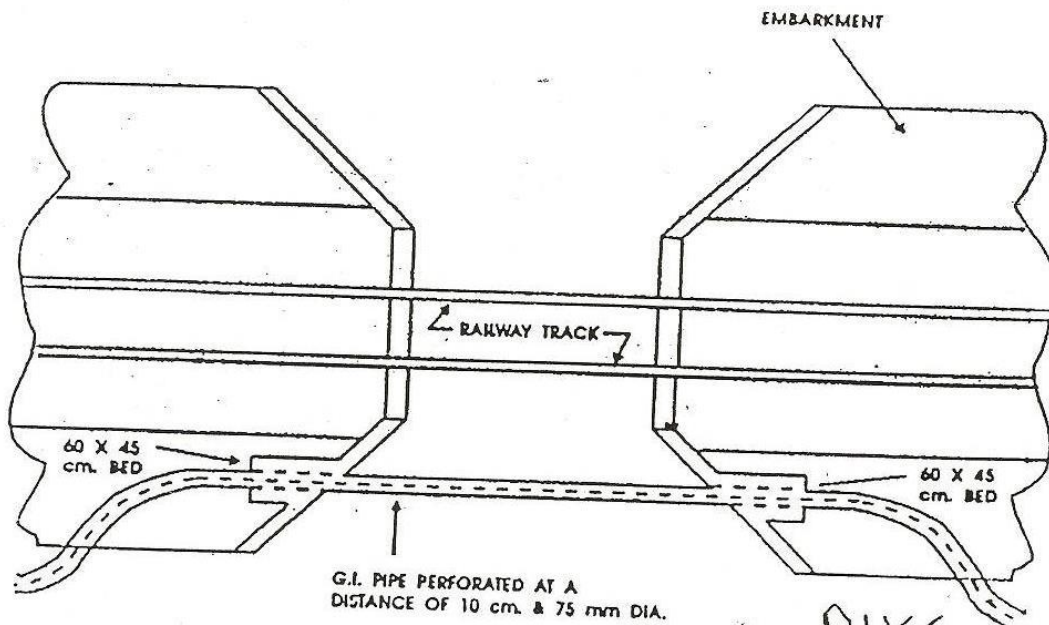 EMBARKMENT
RAILWAY TRACK
60 X 45
cm. BED
60 X 45
cm. BED
G.I. PIPE PERFORATED AT A
DISTANCE OF 10 cm. & 75 mm DIA.